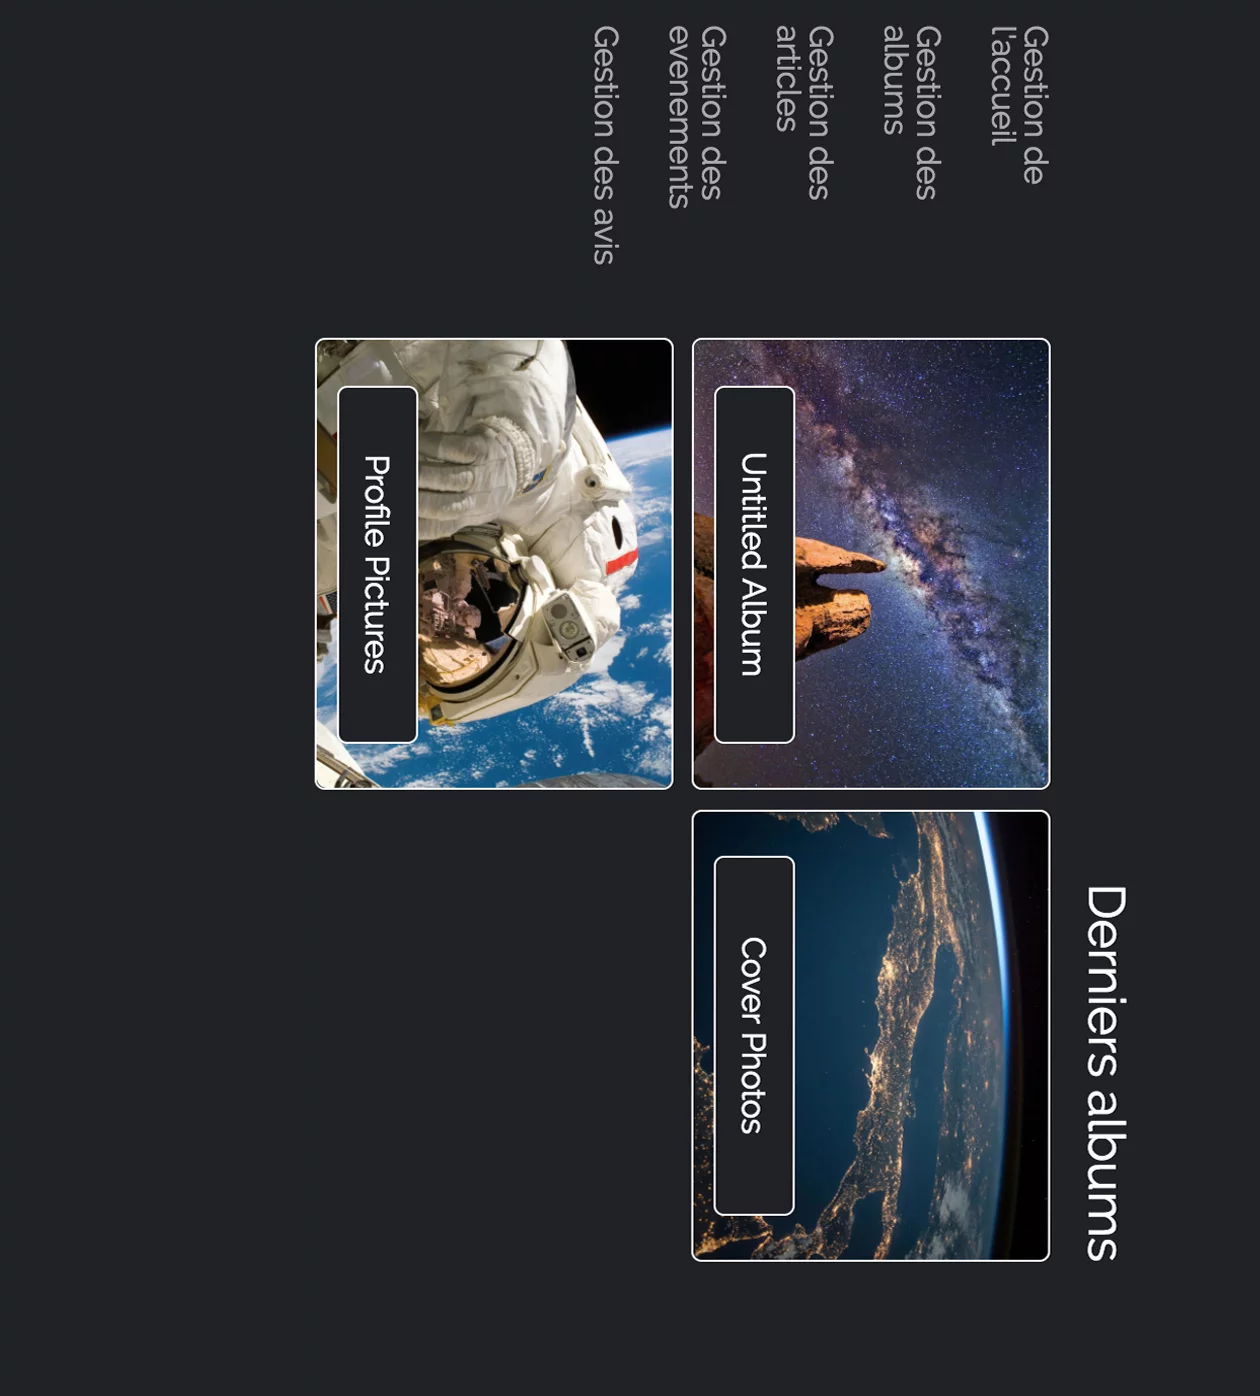 Derniers albums
Gestion de
l'accueil
Gestion des
albums
Gestion des
articles
Gestion des
evenements
Gestion des avis
Untitled Album
Cover Photos
Profile Pictures